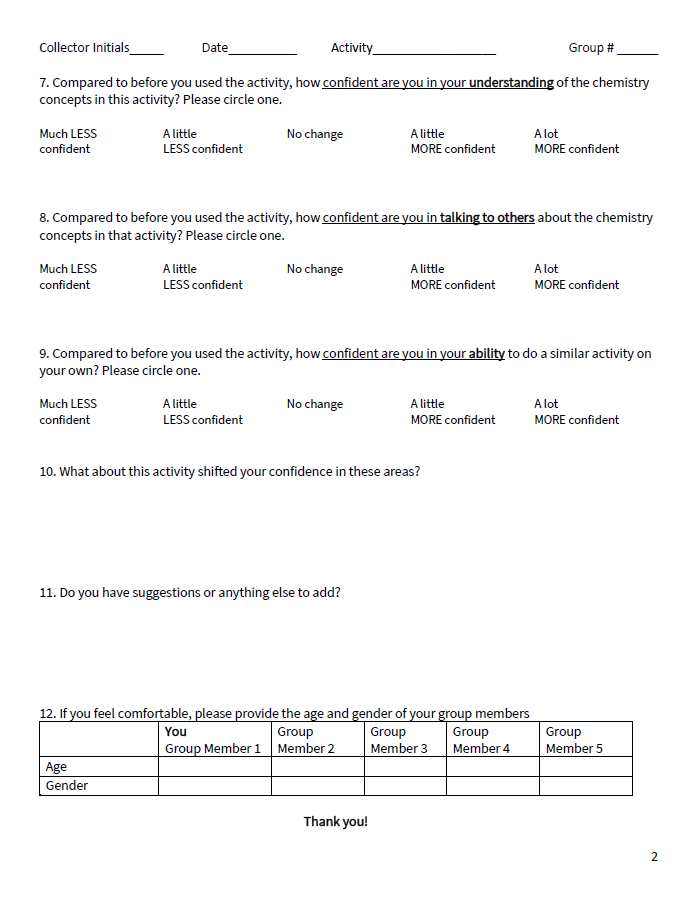 Collector Initials_____ Date__________ Activity__________________ Group # ______
7. Compared to before you used the activity, how confident are you in your understanding of the chemistry
concepts in this activity? Please circle one.
Much LESS A little No change A little A lot
confident LESS confident MORE confident MORE confident
8. Compared to before you used the activity, how confident are you in talking to others about the chemistry
concepts in that activity? Please circle one.
Much LESS A little No change A little A lot
confident LESS confident MORE confident MORE confident
9. Compared to before you used the activity, how confident are you in your ability to do a similar activity on
your own? Please circle one.
Much LESS A little No change A little A lot
confident LESS confident MORE confident MORE confident
10. What about this activity shifted your confidence in these areas?
11. Do you have suggestions or anything else to add?
12. If you feel comfortable, please provide the age and gender of your group members
You Group Group Group Group
Group Member 1 Member 2 Member 3 Member 4 Member 5
Age
Gender
Thank you!
2